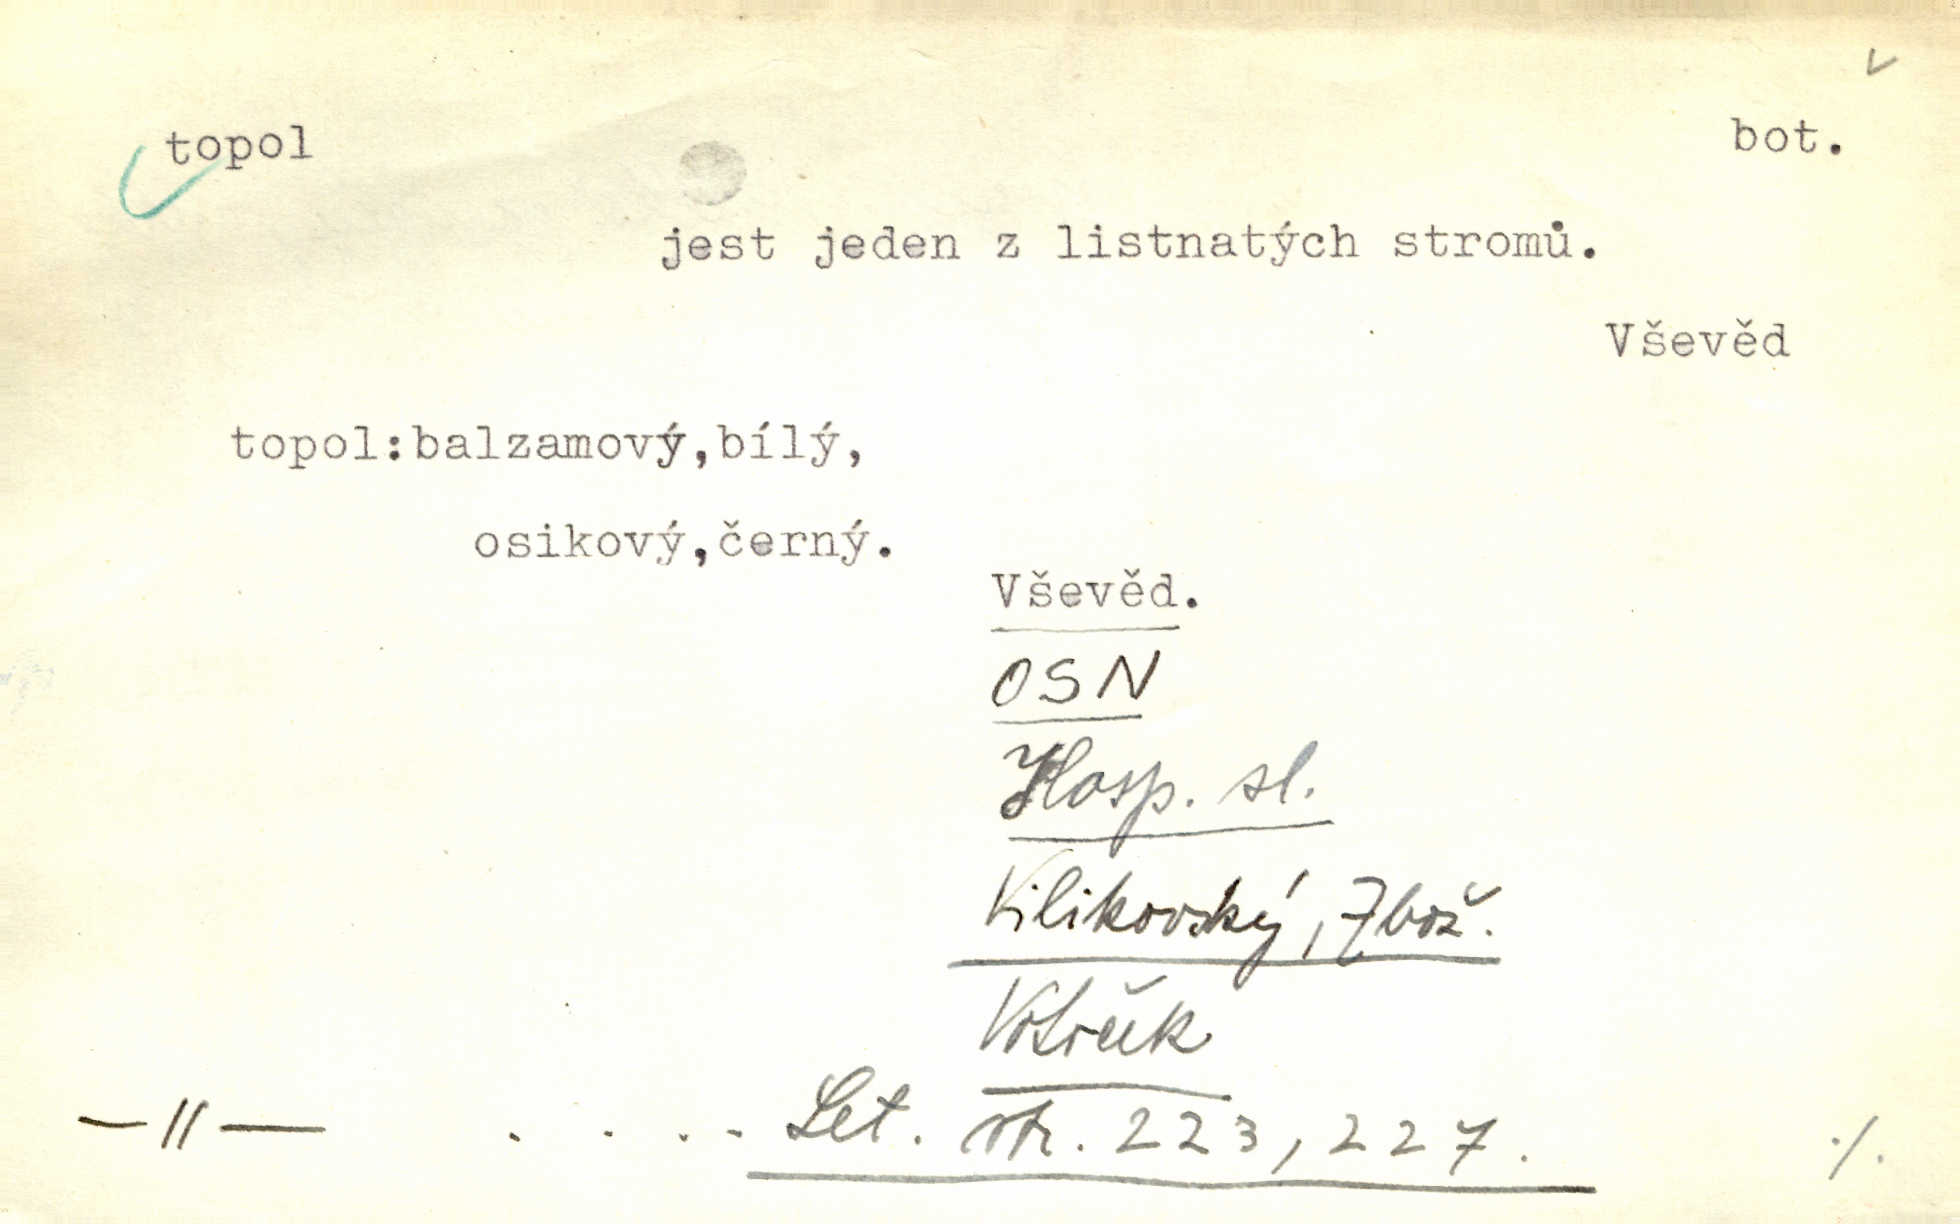 topol bot.
jest jeden z listnatých stromů.
Vševěd
topol:balzamový,bílý,
osikový,černý.
Vševěd.
OSN
Hosp. sl.
Kilikovský, Zbož.
Votruk
—〃— . . . . Let. str. 223, 227.
./.